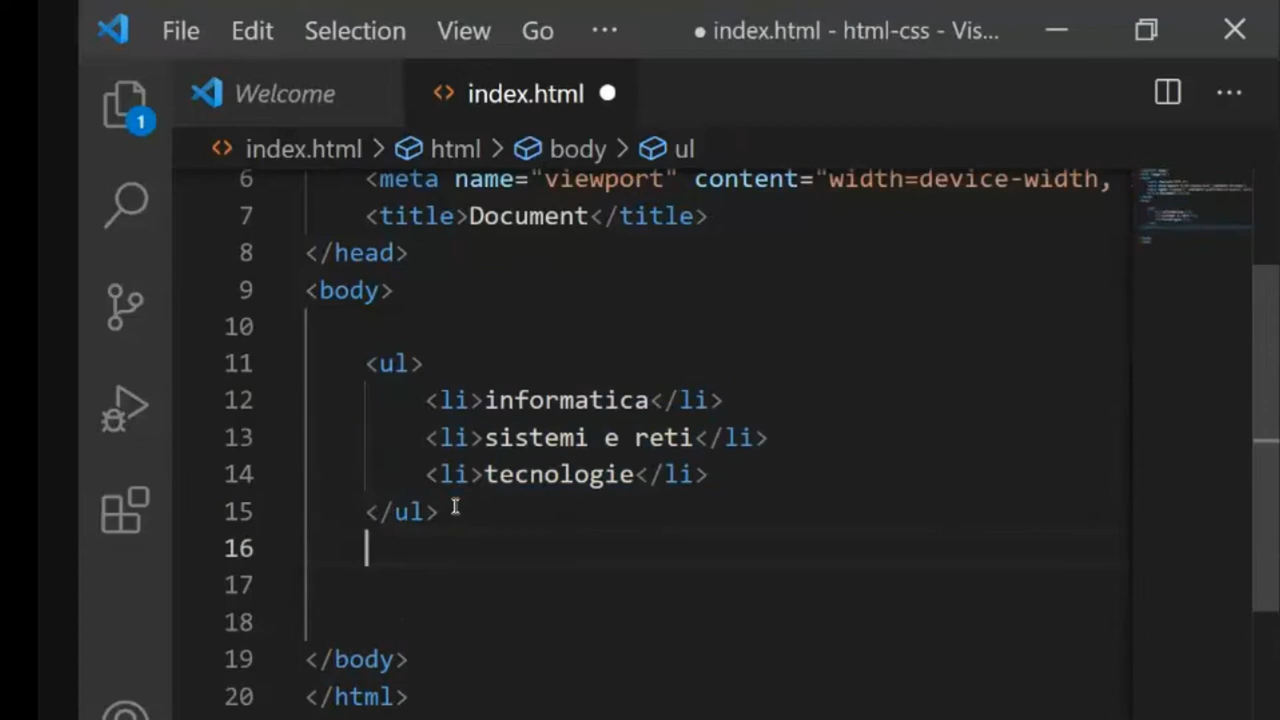 File Edit Selection View Go ··· ● index.html - html-css - Vis...
Welcome <> index.html ●
1
<> index.html > html > body > ul
6 <meta name="viewport" content="width=device-width,
7 <title>Document</title>
8 </head>
9 <body>
10
11 <ul>
12 <li>informatica</li>
13 <li>sistemi e reti</li>
14 <li>tecnologie</li>
15 </ul>
16
17
18
19 </body>
20 </html>